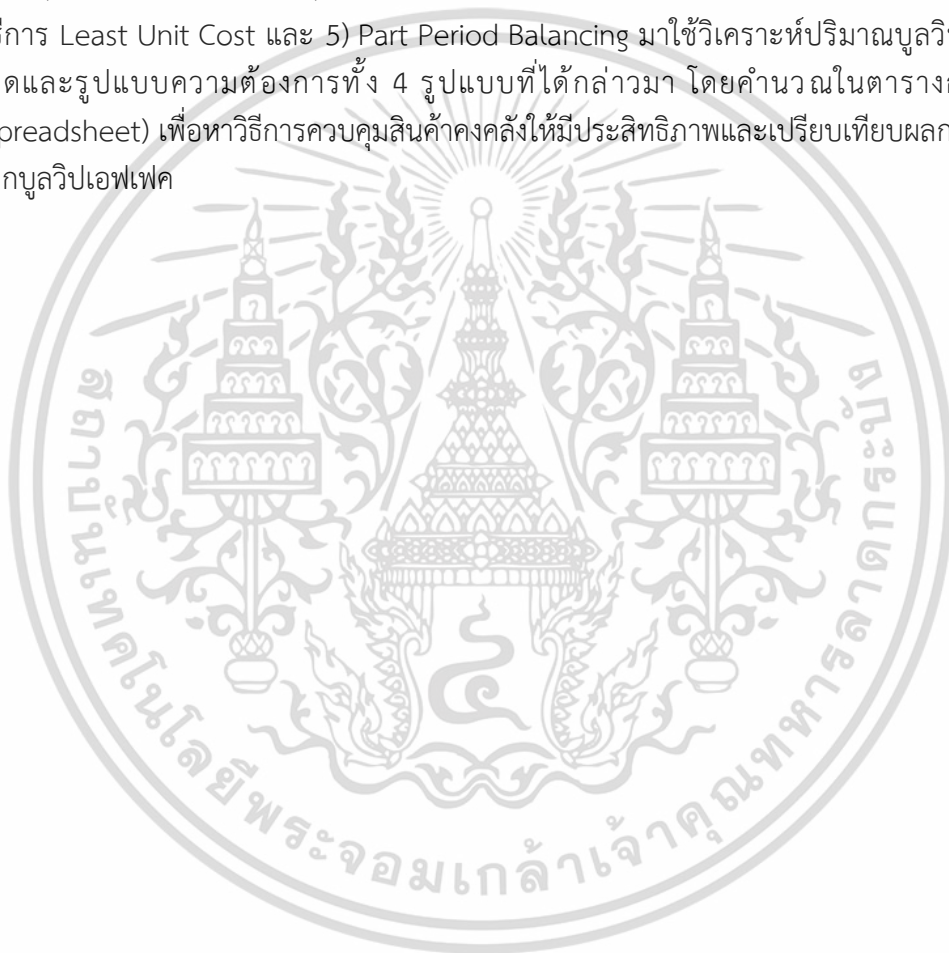 การ Least Unit Cost และ 5) Part Period Balancing มาใช้วิเคราะห์ปริมาณบูลวิ
ดและรูปแบบความต้องการทั้ง 4 รูปแบบที่ได้กล่าวมา โดยคำนวณในตาราง
preadsheet) เพื่อหาวิธีการควบคุมสินค้าคงคลังให้มีประสิทธิภาพและเปรียบเทียบผล
กบูลวิปเอฟเฟค
สถาบันเทคโนโลยีพระจอมเกล้าเจ้าคุณทหารลาดกระบัง